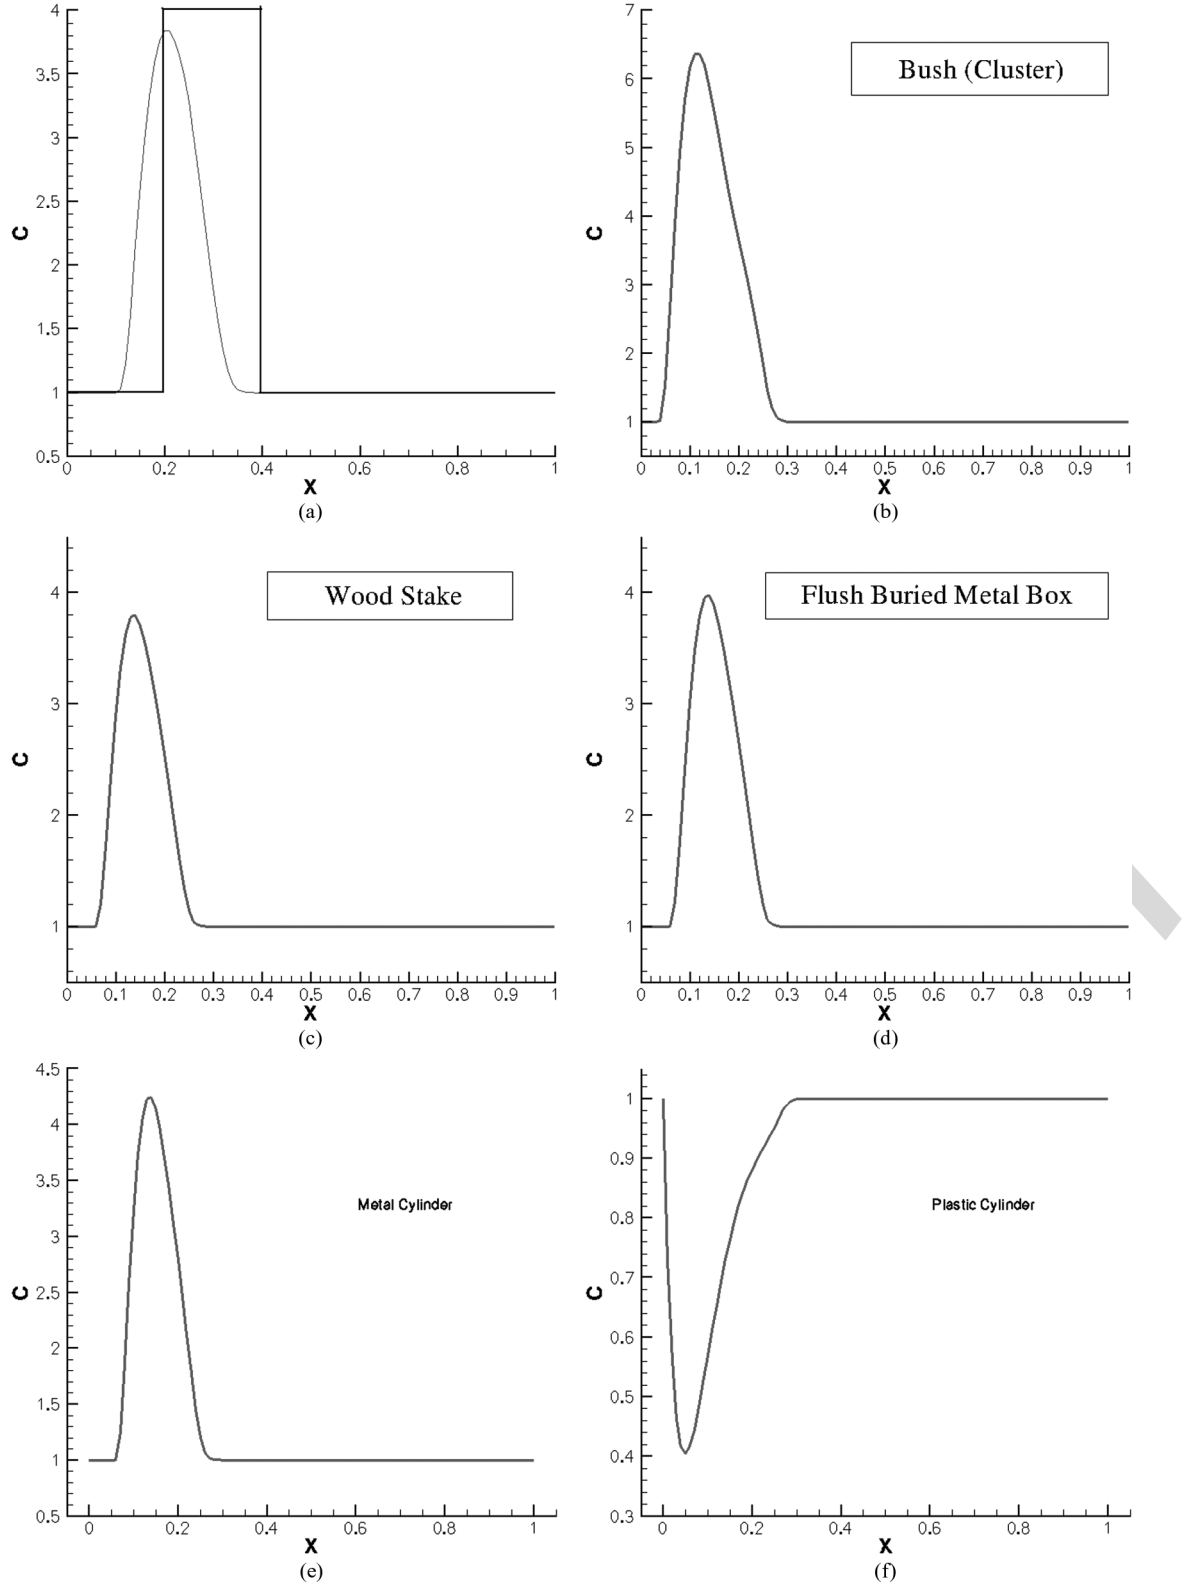 4
3.5
3
2.5
2
1.5
1
0.5
C
0 0.2 0.4 0.6 0.8 1
X
(a)
7
6
5
4
3
2
1
C
Bush (Cluster)
0 0.1 0.2 0.3 0.4 0.5 0.6 0.7 0.8 0.9 1
X
(b)
4
3
2
1
C
Wood Stake
0 0.1 0.2 0.3 0.4 0.5 0.6 0.7 0.8 0.9 1
X
(c)
4
3
2
1
C
Flush Buried Metal Box
0 0.1 0.2 0.3 0.4 0.5 0.6 0.7 0.8 0.9 1
X
(d)
4.5
4
3.5
3
2.5
2
1.5
1
0.5
C
Metal Cylinder
0 0.2 0.4 0.6 0.8 1
X
(e)
1
0.9
0.8
0.7
0.6
0.5
0.4
0.3
C
Plastic Cylinder
0 0.2 0.4 0.6 0.8 1
X
(f)